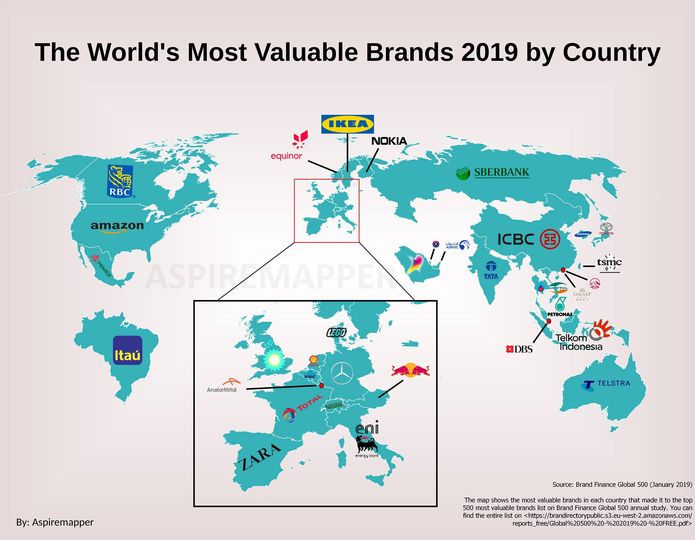 The World's Most Valuable Brands 2019 by Country
IKEA
NOKIA
equinor
RBC
SBERBANK
amazon
ICBC
PEMEX
TATA
tsmc
ASPIREMAPPER
GALAXY
PETRONAS
Telkom
Indonesia
DBS
Itaú
TELSTRA
LEGO
ArcelorMittal
TOTAL
eni
energy store
ZARA
Source: Brand Finance Global 500 (January 2019)
The map shows the most valuable brands in each country that made it to the top
500 most valuable brands list on Brand Finance Global 500 annual study. You can
find the entire list on <https://brandirectorypublic.s3.eu-west-2.amazonaws.com/
reports_free/Global%20500%20-%202019%20-%20FREE.pdf>
By: Aspiremapper